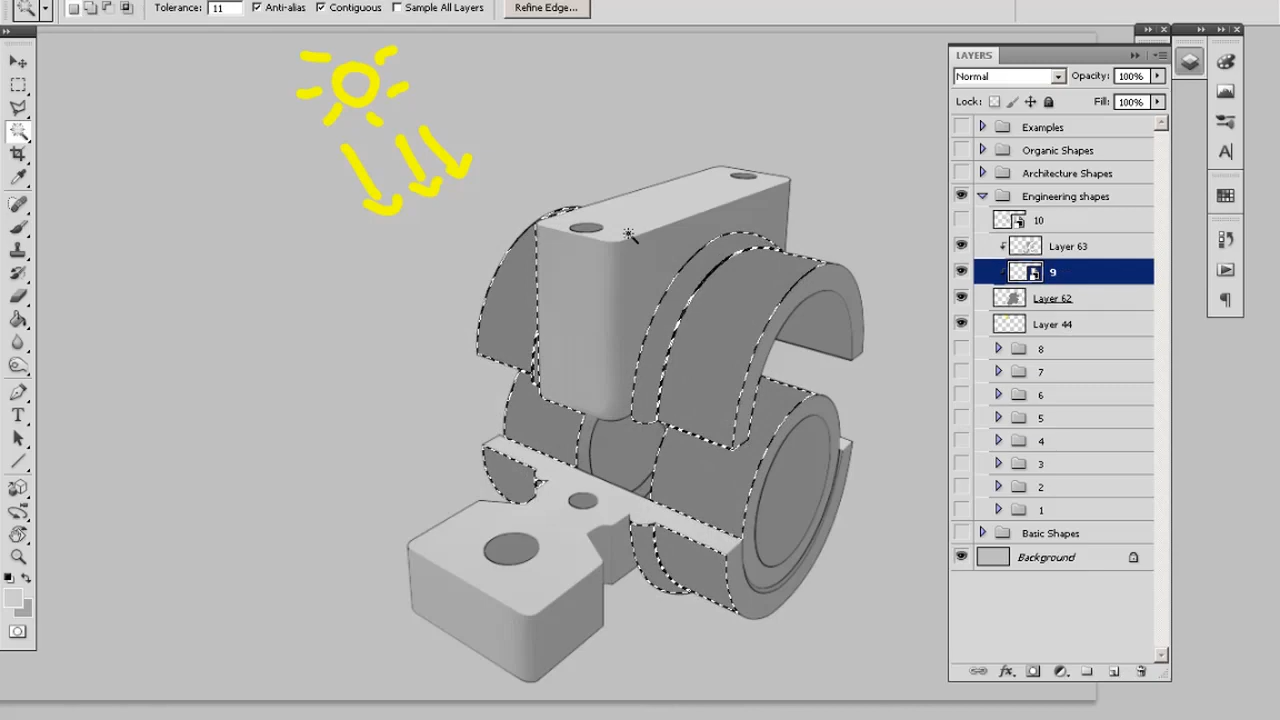 Tolerance: 11 Anti-alias Contiguous Sample All Layers Refine Edge...
LAYERS
Normal Opacity: 100%
Lock: Fill: 100%
Examples
Organic Shapes
Architecture Shapes
Engineering shapes
10
Layer 63
9
Layer 62
Layer 44
8
7
6
5
4
3
2
1
Basic Shapes
Background